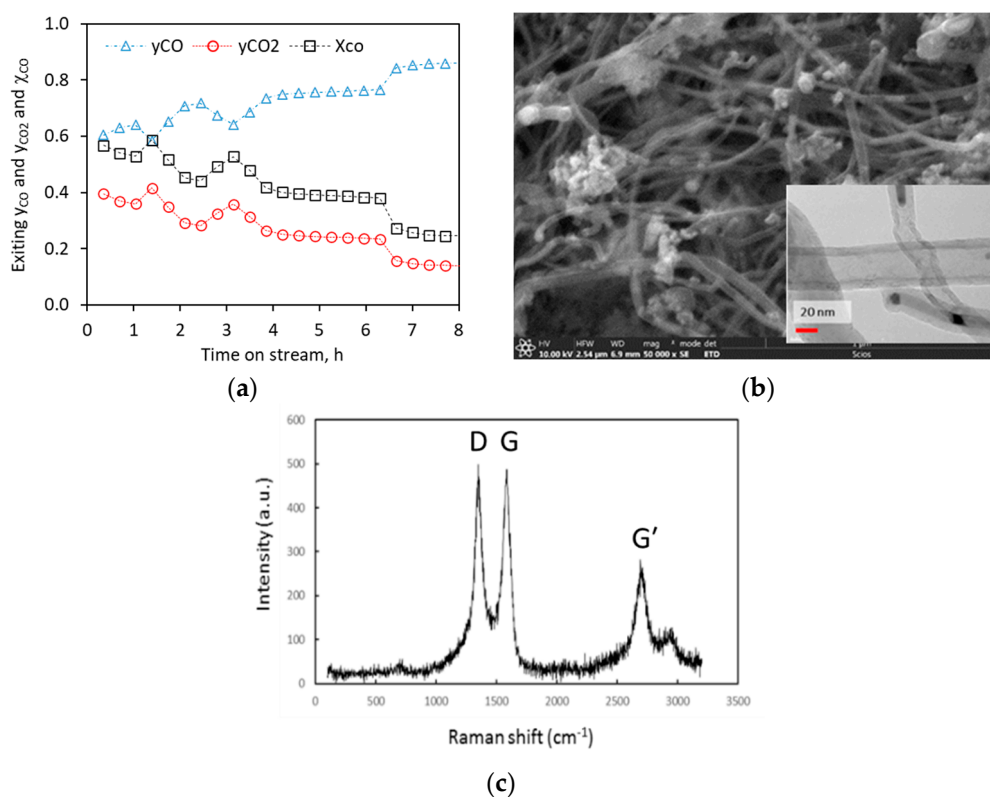 1.0
0.8
0.6
0.4
0.2
0.0
Exiting yCO and yCO2 and χCO
yCO yCO2 Xco
0 1 2 3 4 5 6 7 8
Time on stream, h
(a)
20 nm
HV HFW WD mag mode det
10.00 kV 2.54 µm 6.9 mm 50 000 x SE ETD
Scios
(b)
600
500
400
300
200
100
0
Intensity (a.u.)
D G
G′
0 500 1000 1500 2000 2500 3000 3500
Raman shift (cm-1)
(c)